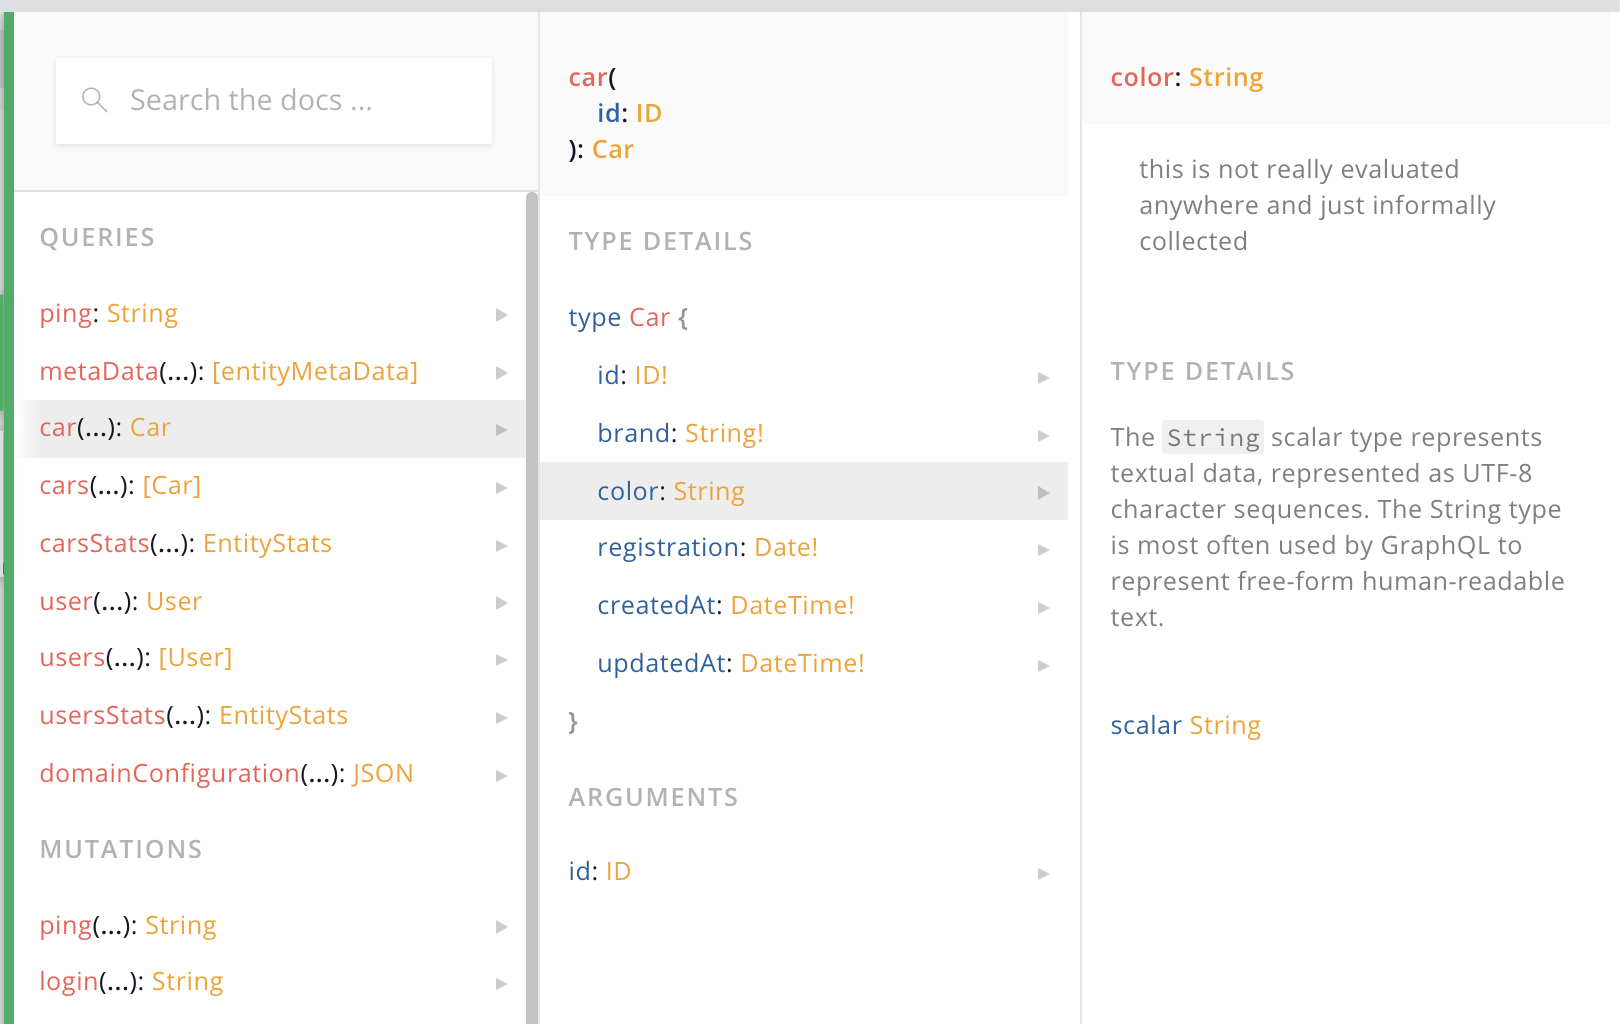 Search the docs ...
QUERIES
ping: String
metaData(...): [entityMetaData]
car(...): Car
cars(...): [Car]
carsStats(...): EntityStats
user(...): User
users(...): [User]
usersStats(...): EntityStats
domainConfiguration(...): JSON
MUTATIONS
ping(...): String
login(...): String
car(
id: ID
): Car
TYPE DETAILS
type Car {
id: ID!
brand: String!
color: String
registration: Date!
createdAt: DateTime!
updatedAt: DateTime!
}
ARGUMENTS
id: ID
color: String
this is not really evaluated
anywhere and just informally
collected
TYPE DETAILS
The String scalar type represents
textual data, represented as UTF-8
character sequences. The String type
is most often used by GraphQL to
represent free-form human-readable
text.
scalar String